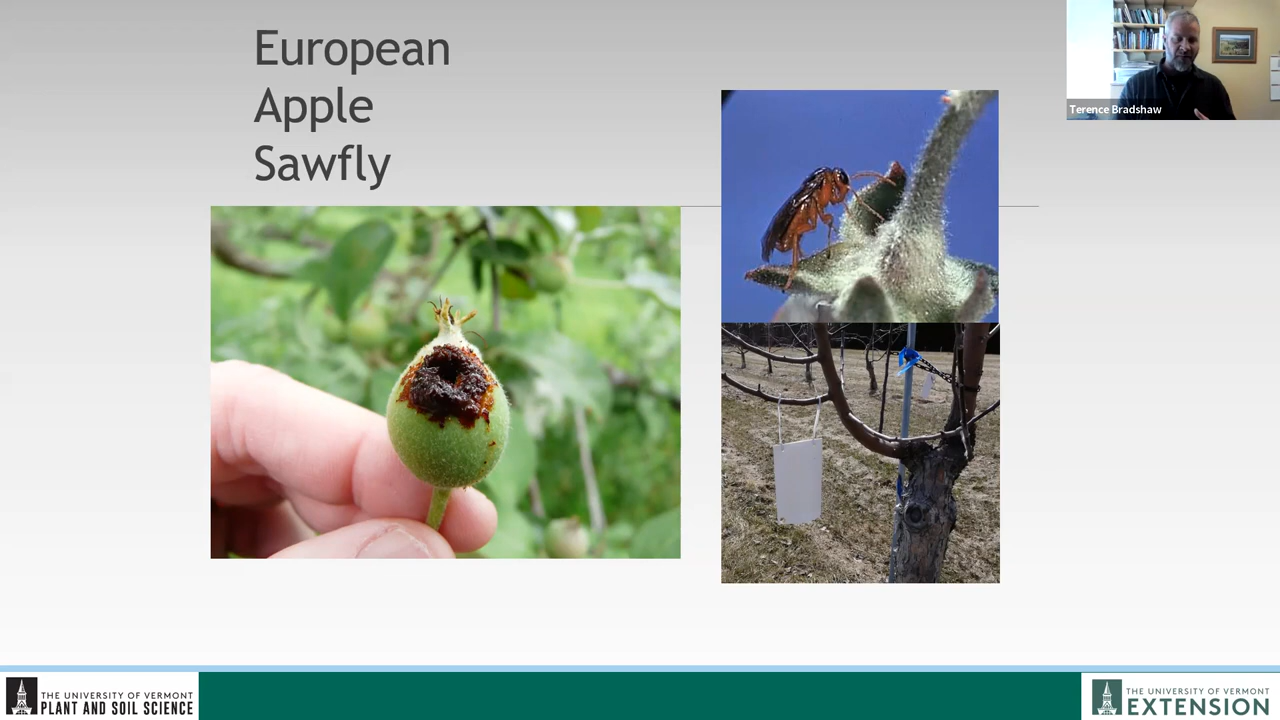 European
Apple
Sawfly
Terence Bradshaw
THE UNIVERSITY OF VERMONT
PLANT AND SOIL SCIENCE
THE UNIVERSITY OF VERMONT
EXTENSION